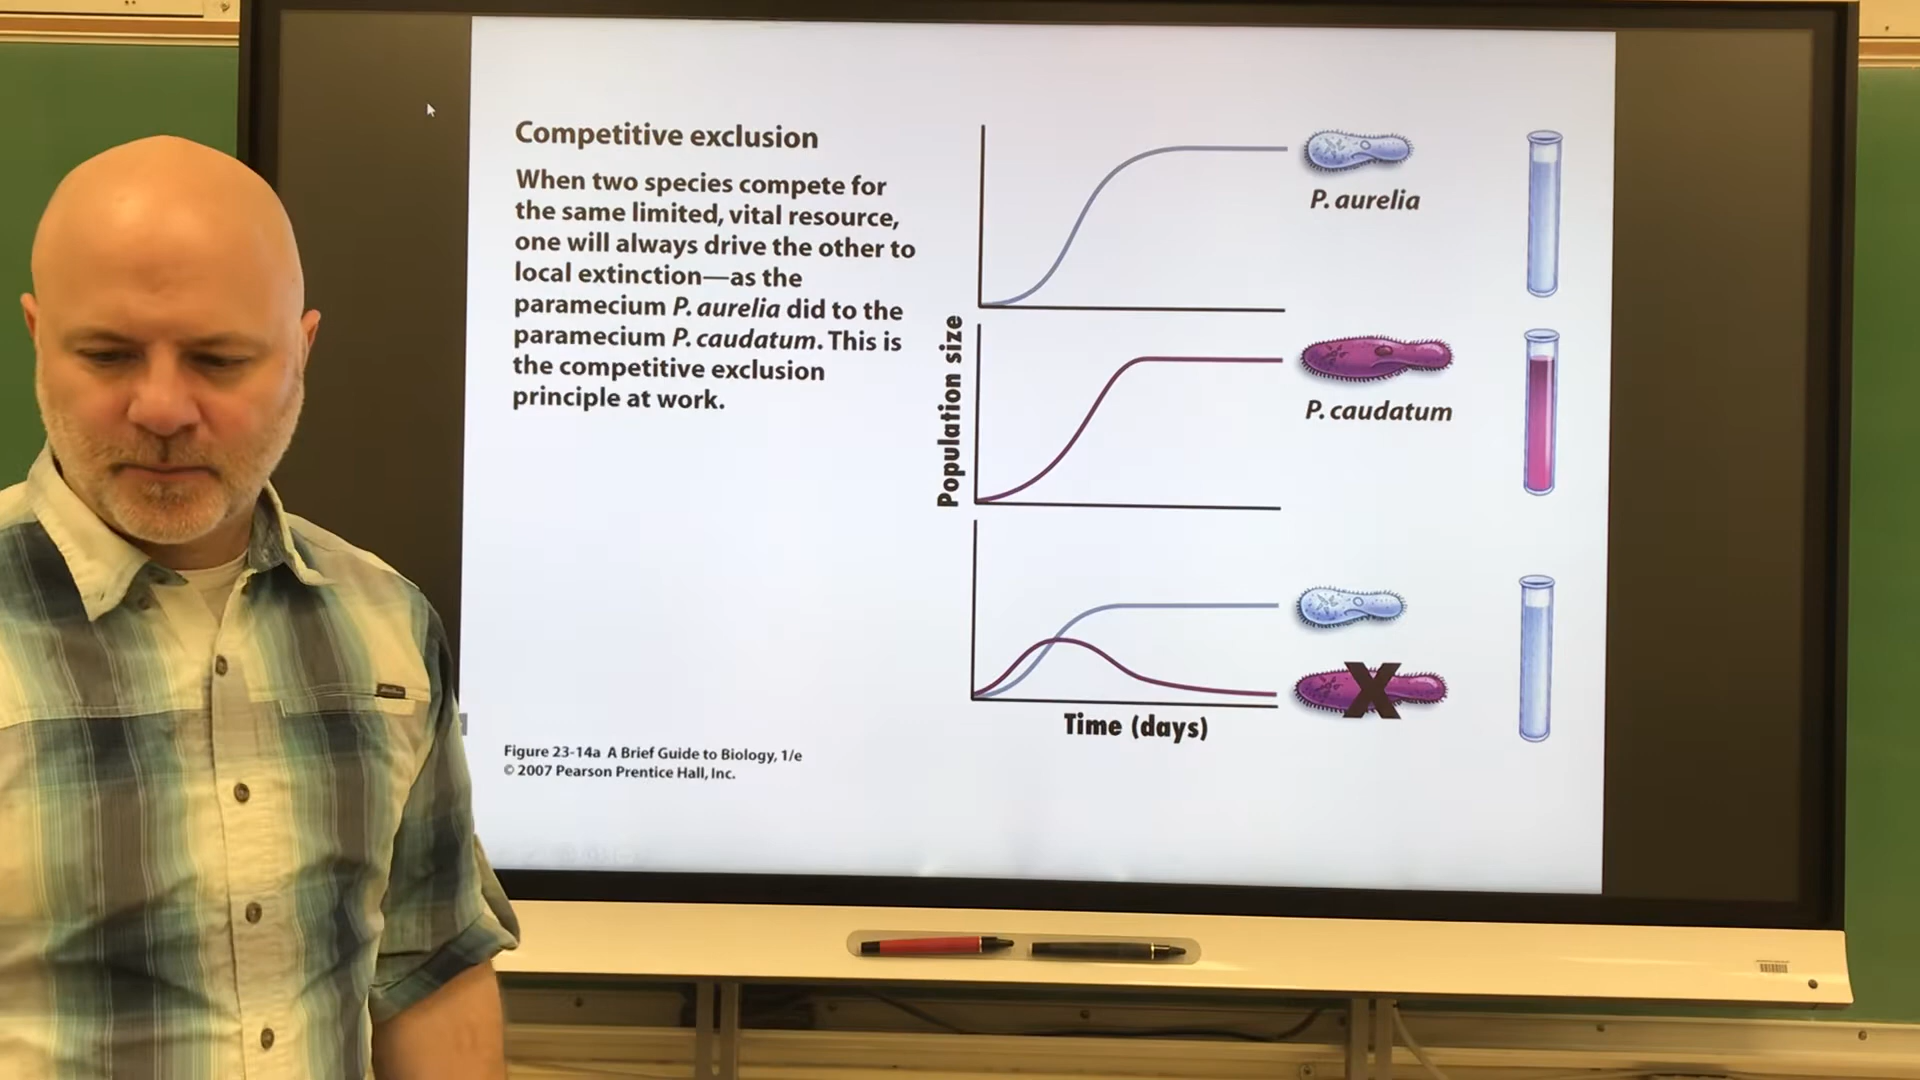 Competitive exclusion
When two species compete for
the same limited, vital resource,
one will always drive the other to
local extinction—as the
paramecium P. aurelia did to the
paramecium P. caudatum. This is
the competitive exclusion
principle at work.
P. aurelia
Population size
P. caudatum
X
Time (days)
Figure 23-14a A Brief Guide to Biology, 1/e
© 2007 Pearson Prentice Hall, Inc.